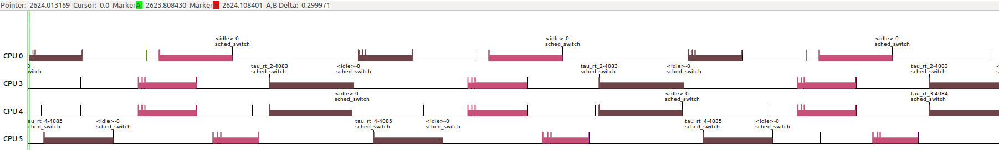 Pointer: 2624.013169 Cursor: 0.0 Marker A: 2623.808430 Marker B: 2624.108401 A,B Delta: 0.299971
<idle>-0 <idle>-0 <idle>-0
sched_switch sched_switch sched_switch
CPU 0
0 tau_rt_2-4083 <idle>-0 tau_rt_2-4083 <idle>-0 tau_rt_2-4083 <
witch sched_switch sched_switch sched_switch sched_switch sched_switch s
CPU 3
<idle>-0 <idle>-0 tau_rt_3-4084
sched_switch sched_switch sched_switch
CPU 4
au_rt_4-4085 <idle>-0 tau_rt_4-4085 <idle>-0 tau_rt_4-4085 <idle>-0
ched_switch sched_switch sched_switch sched_switch sched_switch sched_switch
CPU 5